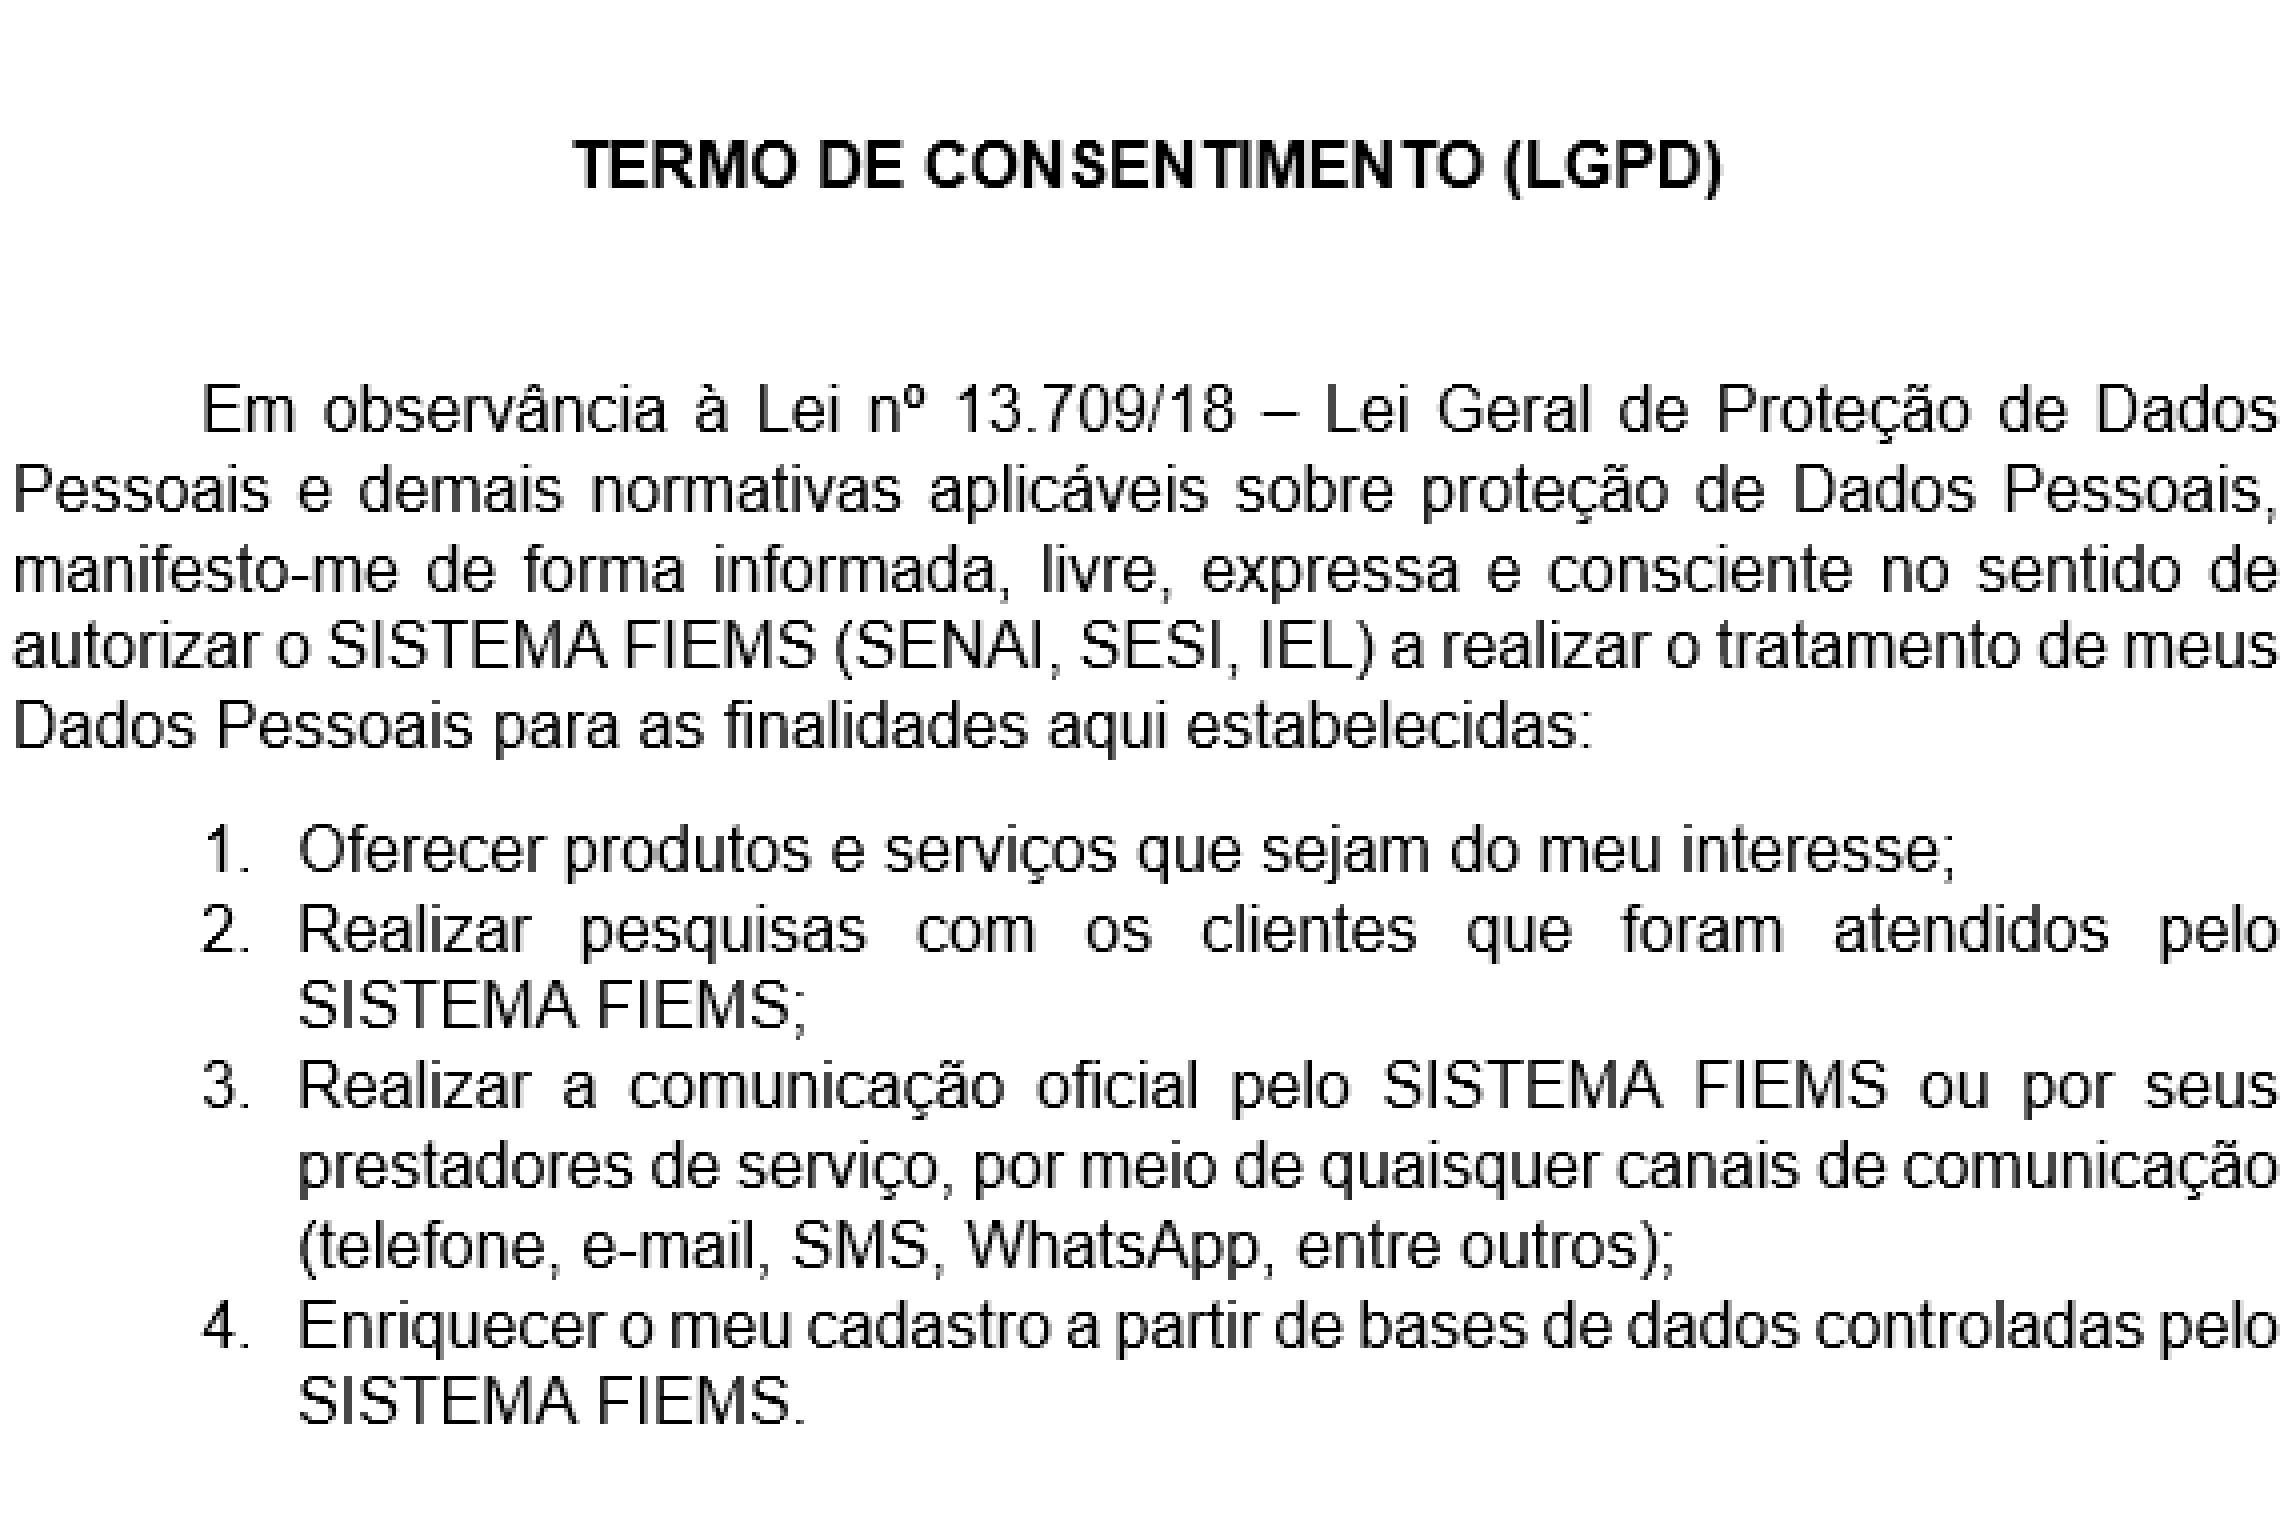 TERMO DE CONSENTIMENTO (LGPD)
Em observância à Lei nº 13.709/18 – Lei Geral de Proteção de Dados
Pessoais e demais normativas aplicáveis sobre proteção de Dados Pessoais,
manifesto-me de forma informada, livre, expressa e consciente no sentido de
autorizar o SISTEMA FIEMS (SENAI, SESI, IEL) a realizar o tratamento de meus
Dados Pessoais para as finalidades aqui estabelecidas:
1. Oferecer produtos e serviços que sejam do meu interesse;
2. Realizar pesquisas com os clientes que foram atendidos pelo
SISTEMA FIEMS;
3. Realizar a comunicação oficial pelo SISTEMA FIEMS ou por seus
prestadores de serviço, por meio de quaisquer canais de comunicação
(telefone, e-mail, SMS, WhatsApp, entre outros);
4. Enriquecer o meu cadastro a partir de bases de dados controladas pelo
SISTEMA FIEMS.